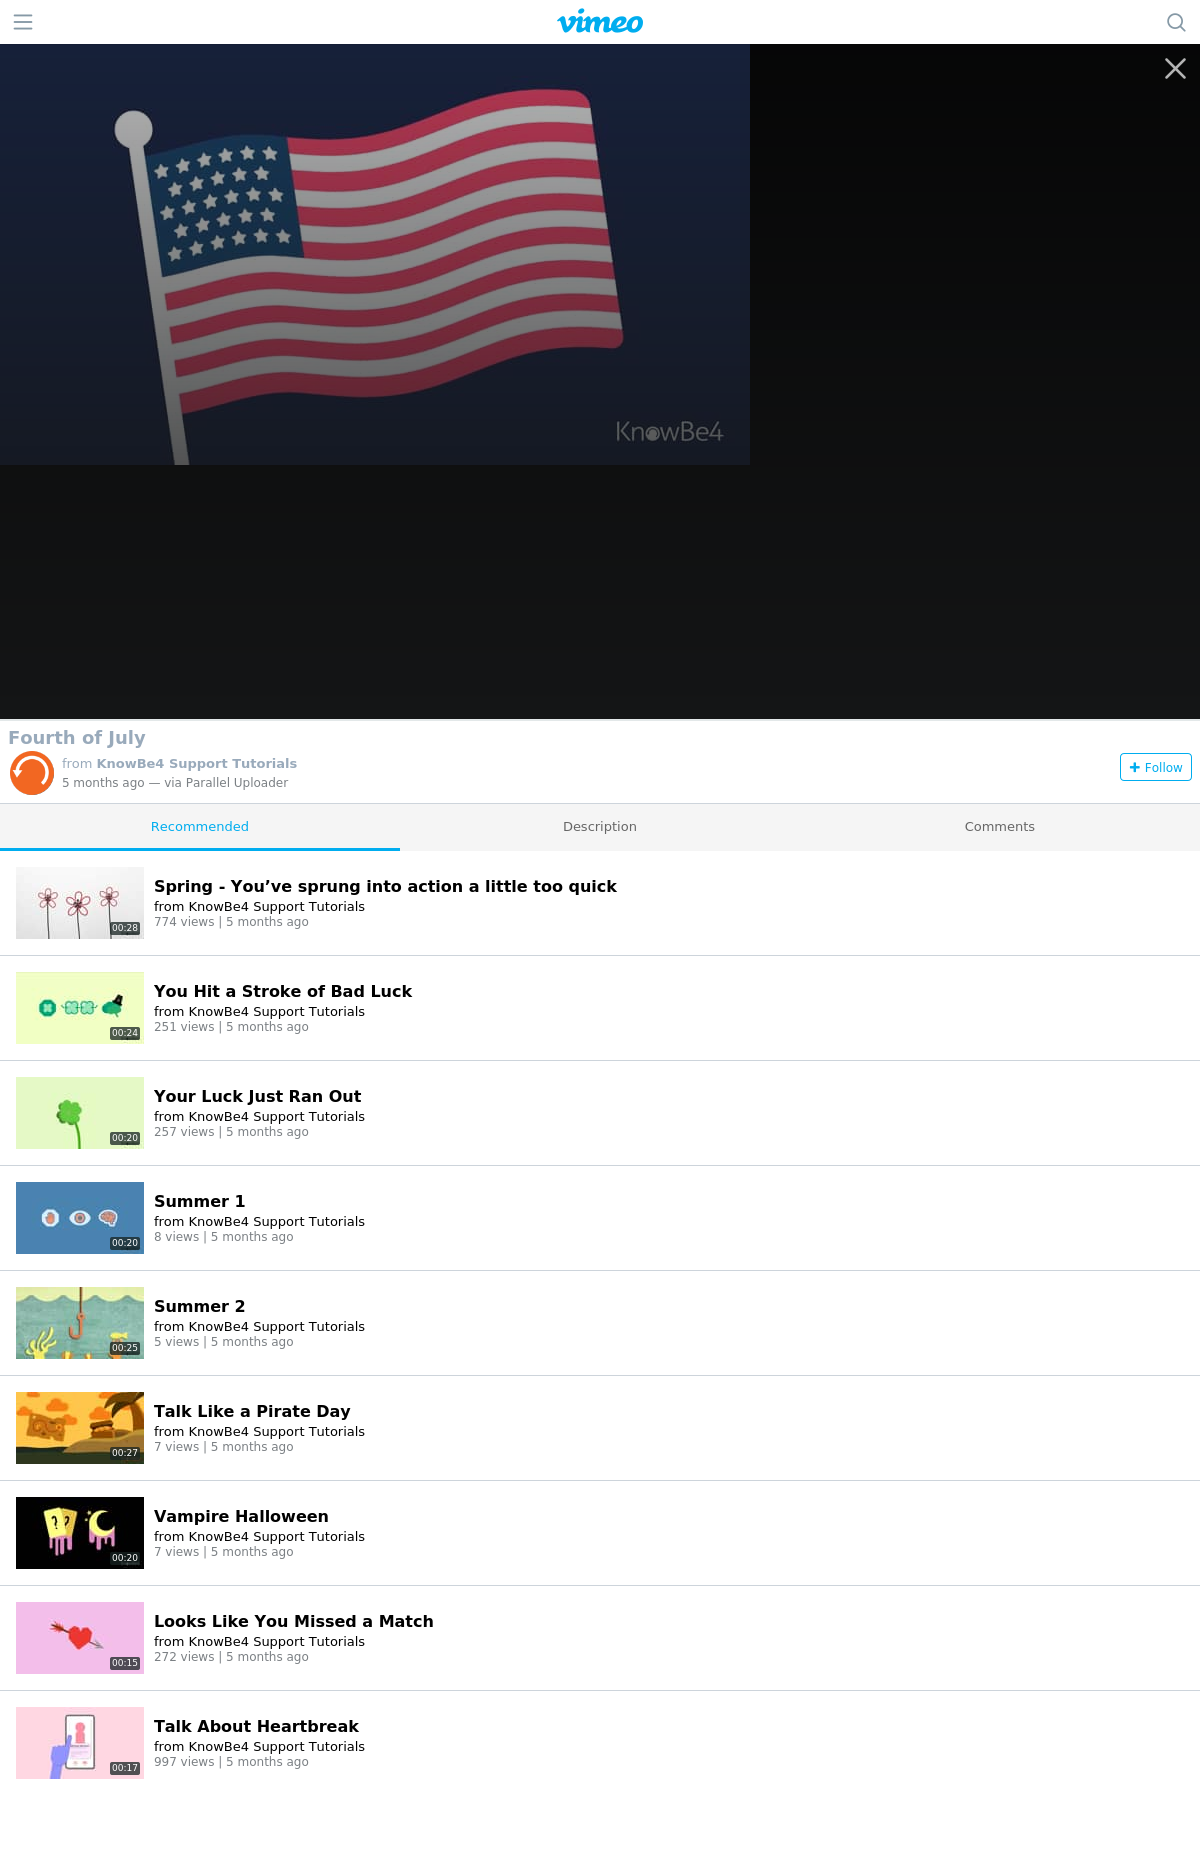 vimeo
KnowBe4
Fourth of July
from KnowBe4 Support Tutorials
5 months ago — via Parallel Uploader
Follow
Recommended
Description
Comments
00:28
Spring - You’ve sprung into action a little too quick
from KnowBe4 Support Tutorials
774 views | 5 months ago
00:24
You Hit a Stroke of Bad Luck
from KnowBe4 Support Tutorials
251 views | 5 months ago
00:20
Your Luck Just Ran Out
from KnowBe4 Support Tutorials
257 views | 5 months ago
00:20
Summer 1
from KnowBe4 Support Tutorials
8 views | 5 months ago
00:25
Summer 2
from KnowBe4 Support Tutorials
5 views | 5 months ago
00:27
Talk Like a Pirate Day
from KnowBe4 Support Tutorials
7 views | 5 months ago
00:20
Vampire Halloween
from KnowBe4 Support Tutorials
7 views | 5 months ago
00:15
Looks Like You Missed a Match
from KnowBe4 Support Tutorials
272 views | 5 months ago
00:17
Talk About Heartbreak
from KnowBe4 Support Tutorials
997 views | 5 months ago